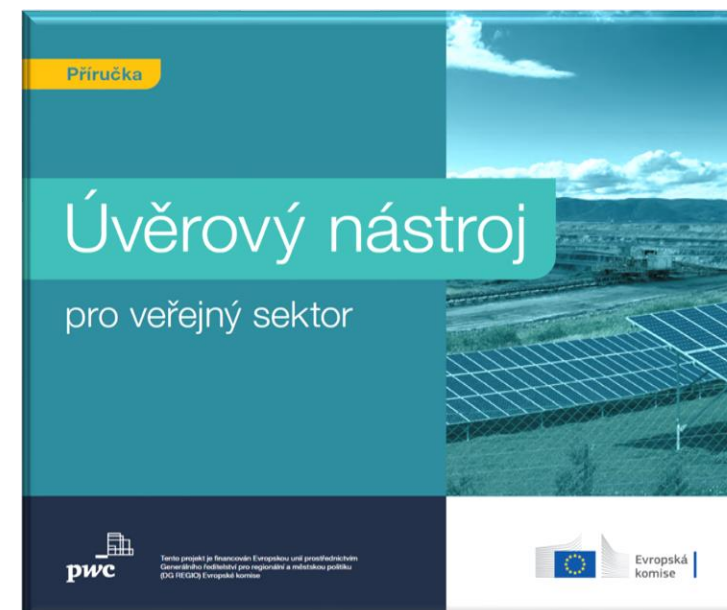 Příručka
Úvěrový nástroj
pro veřejný sektor
pwc
Tento projekt je financován Evropskou unií prostřednictvím
Generálního ředitelství pro regionální a městskou politiku
(DG REGIO) Evropské komise
Evropská
komise